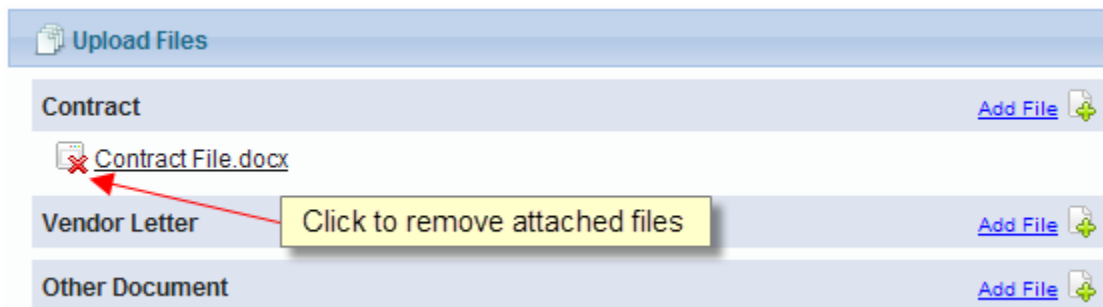 Upload Files
Contract Add File
Contract File.docx
Click to remove attached files
Vendor Letter Add File
Other Document Add File